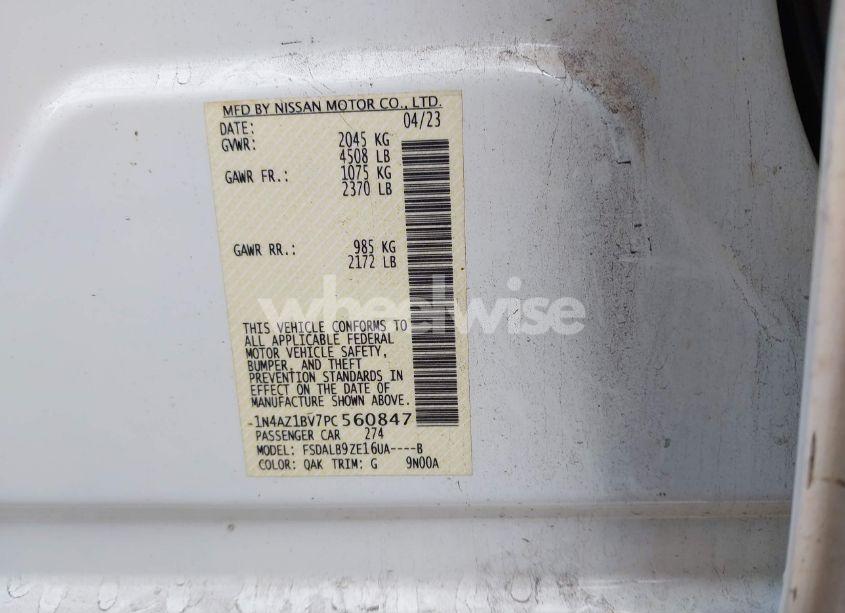 MFD BY NISSAN MOTOR CO., LTD.
DATE: 04/23
GVWR: 2045 KG
4508 LB
GAWR FR.: 1075 KG
2370 LB
GAWR RR.: 985 KG
2172 LB
wheelwise
THIS VEHICLE CONFORMS TO
ALL APPLICABLE FEDERAL
MOTOR VEHICLE SAFETY,
BUMPER, AND THEFT
PREVENTION STANDARDS IN
EFFECT ON THE DATE OF
MANUFACTURE SHOWN ABOVE.
1N4AZ1BV7PC560847
PASSENGER CAR 274
MODEL: FSDALB9ZE16UA----B
COLOR: QAK TRIM: G 9N00A